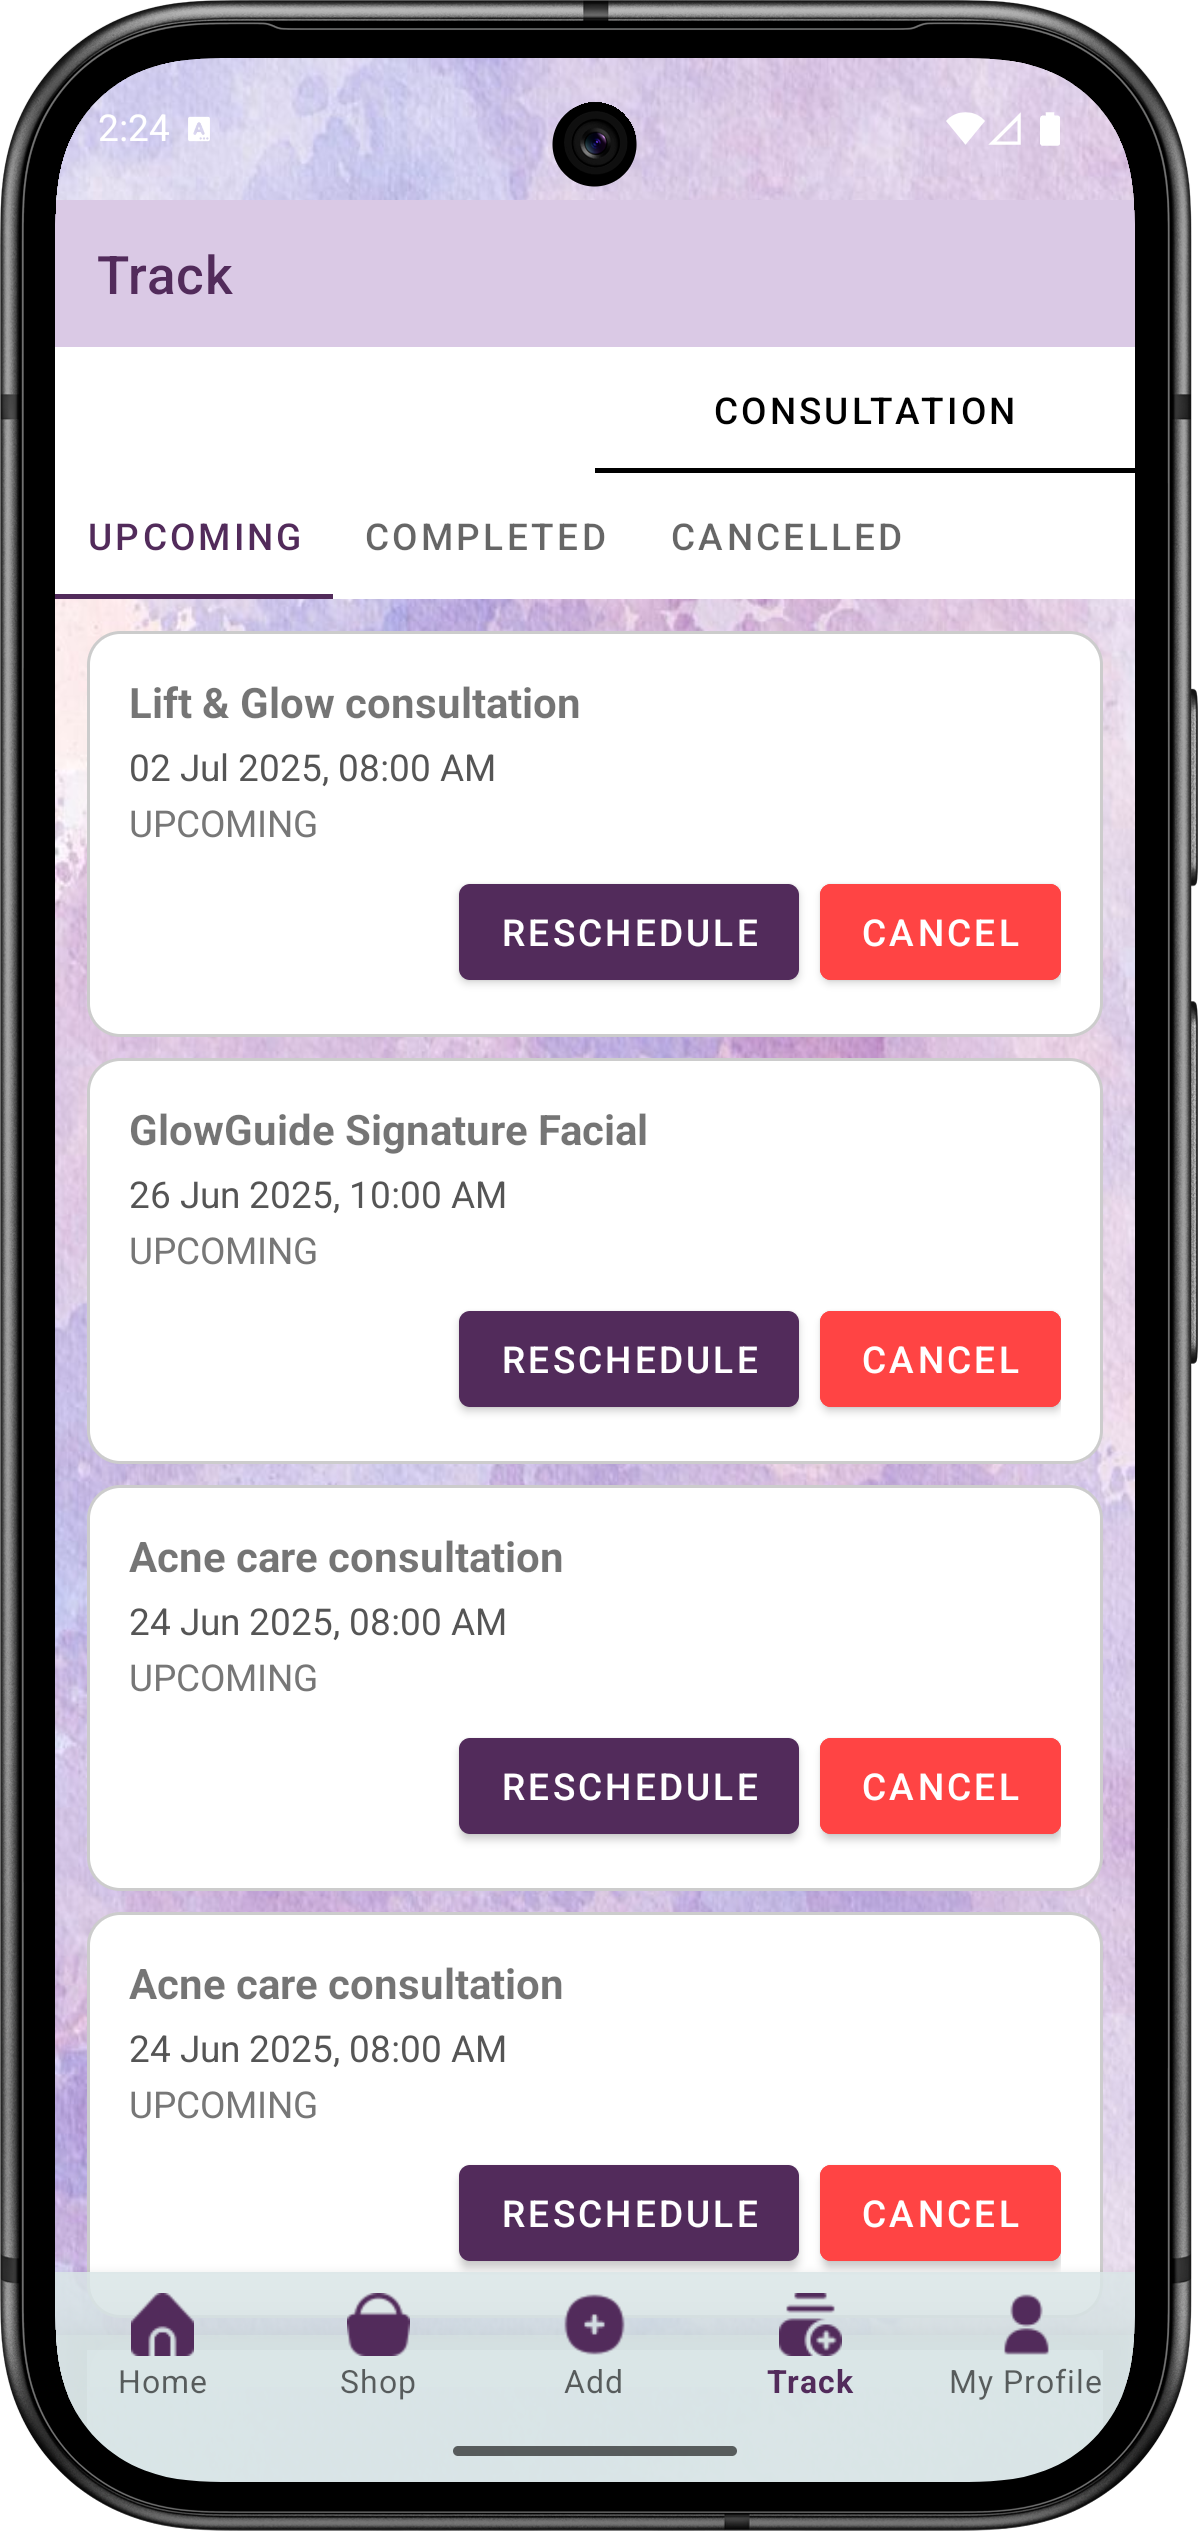 2:24
Track
CONSULTATION
UPCOMING COMPLETED CANCELLED
Lift & Glow consultation
02 Jul 2025, 08:00 AM
UPCOMING
RESCHEDULE CANCEL
GlowGuide Signature Facial
26 Jun 2025, 10:00 AM
UPCOMING
RESCHEDULE CANCEL
Acne care consultation
24 Jun 2025, 08:00 AM
UPCOMING
RESCHEDULE CANCEL
Acne care consultation
24 Jun 2025, 08:00 AM
UPCOMING
RESCHEDULE CANCEL
Home Shop Add Track My Profile